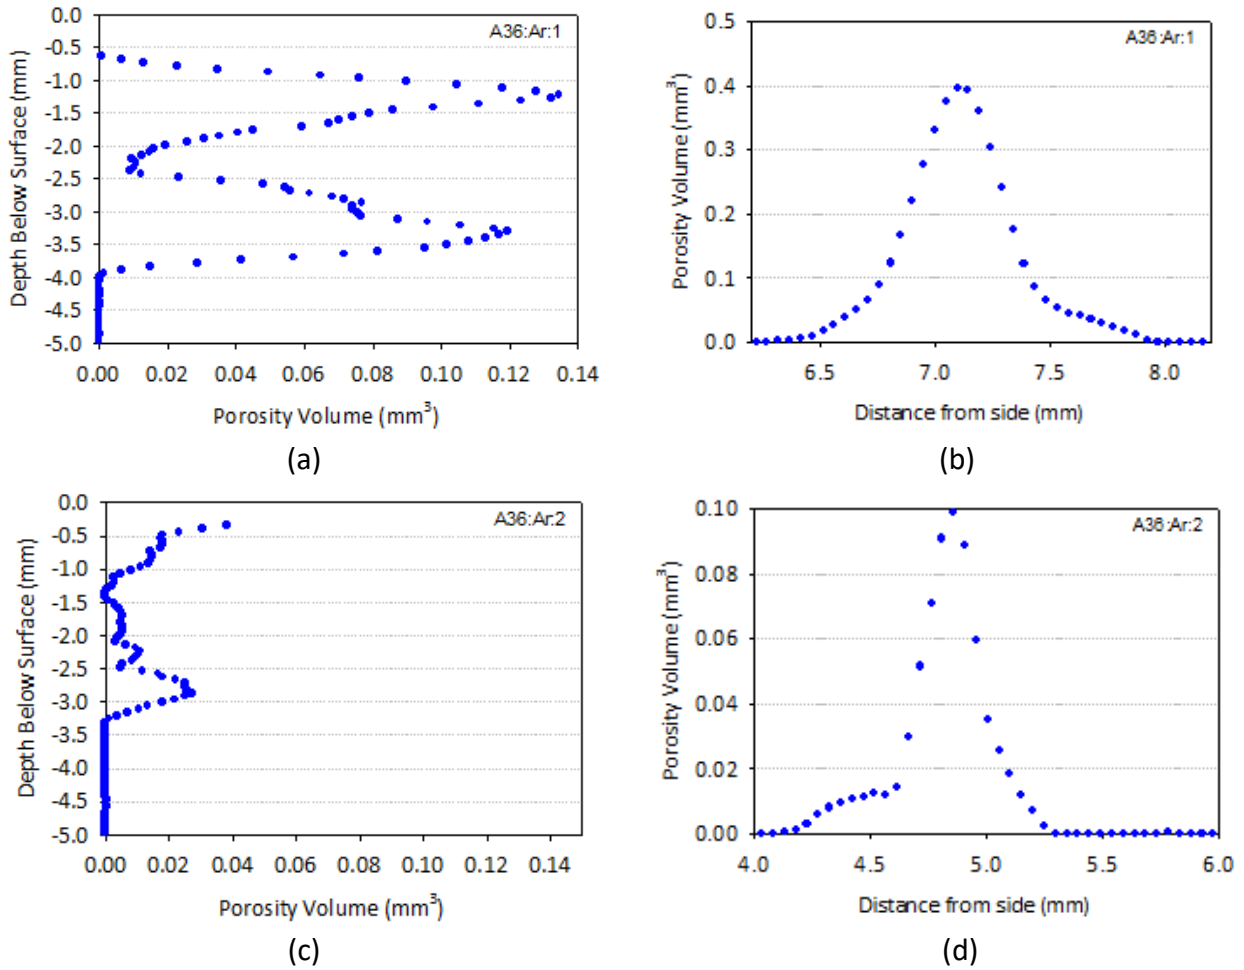 0.0
-0.5
-1.0
-1.5
-2.0
-2.5
-3.0
-3.5
-4.0
-4.5
-5.0
Depth Below Surface (mm)
A36:Ar:1
0.00 0.02 0.04 0.06 0.08 0.10 0.12 0.14
Porosity Volume (mm³)
(a)
0.5
0.4
0.3
0.2
0.1
0.0
Porosity Volume (mm³)
A36:Ar:1
6.5 7.0 7.5 8.0
Distance from side (mm)
(b)
0.0
-0.5
-1.0
-1.5
-2.0
-2.5
-3.0
-3.5
-4.0
-4.5
-5.0
Depth Below Surface (mm)
A36:Ar:2
0.00 0.02 0.04 0.06 0.08 0.10 0.12 0.14
Porosity Volume (mm³)
(c)
0.10
0.08
0.06
0.04
0.02
0.00
Porosity Volume (mm³)
A36:Ar:2
4.0 4.5 5.0 5.5 6.0
Distance from side (mm)
(d)